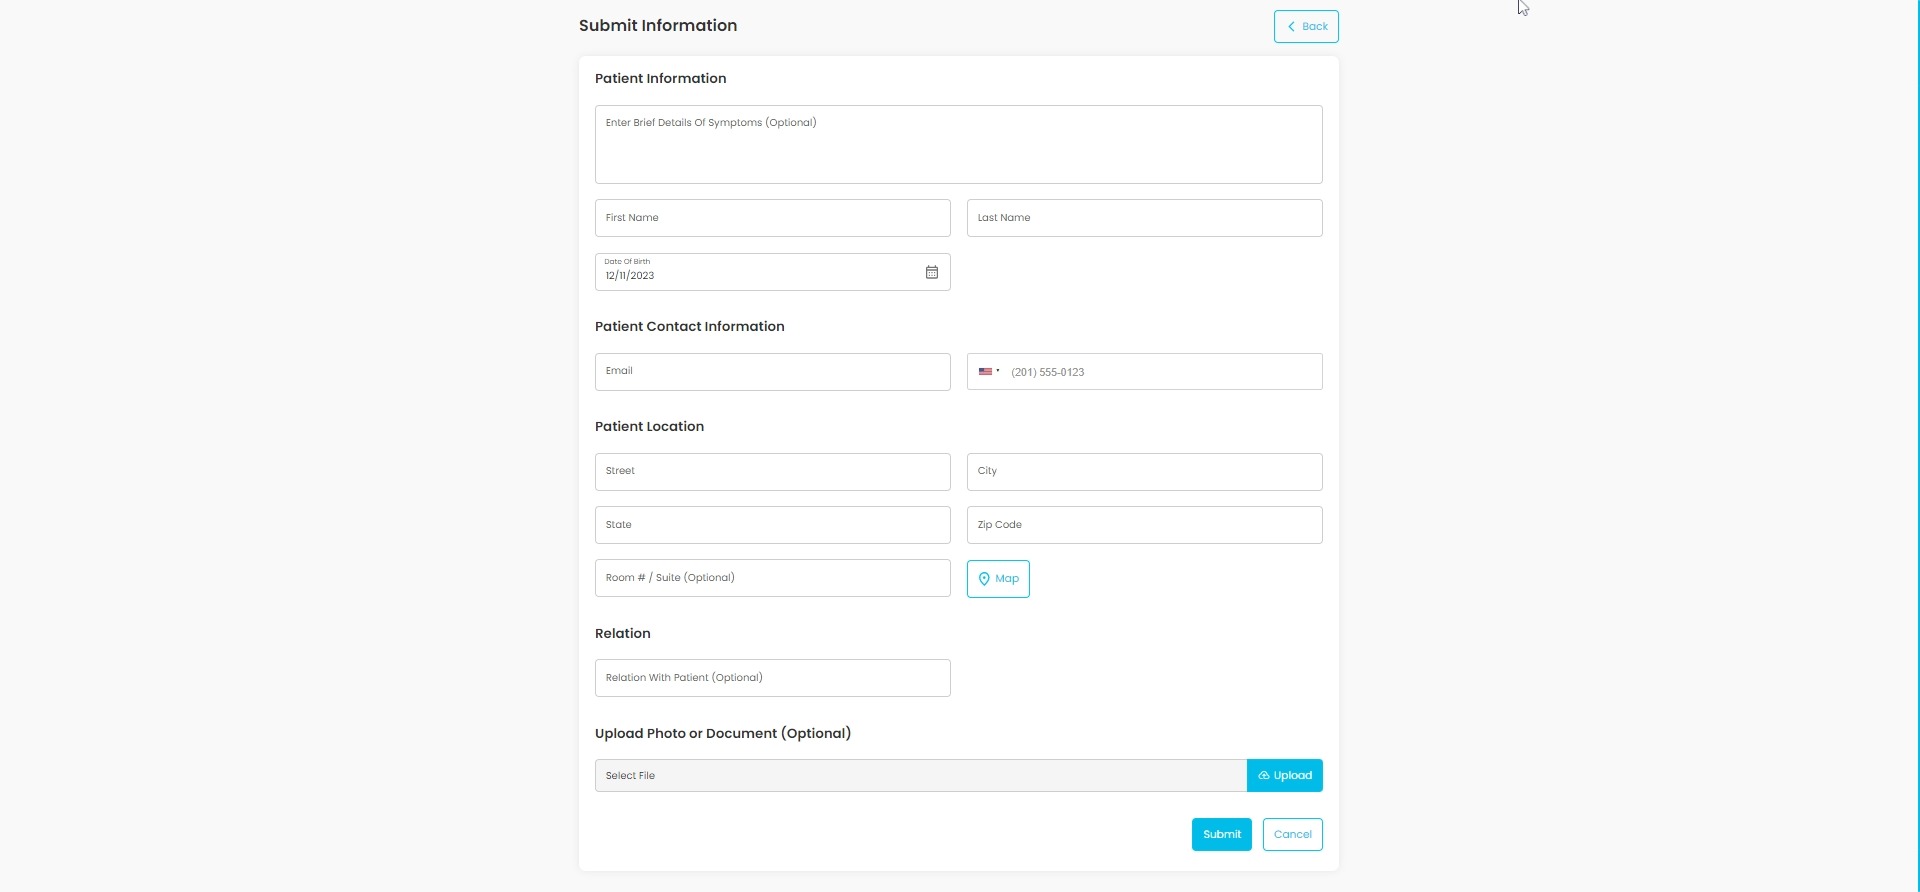 Submit Information
Back
Patient Information
Enter Brief Details Of Symptoms (Optional)
First Name
Last Name
Date Of Birth
12/11/2023
Patient Contact Information
Email
(201) 555-0123
Patient Location
Street
City
State
Zip Code
Room # / Suite (Optional)
Map
Relation
Relation With Patient (Optional)
Upload Photo or Document (Optional)
Select File
Upload
Submit
Cancel